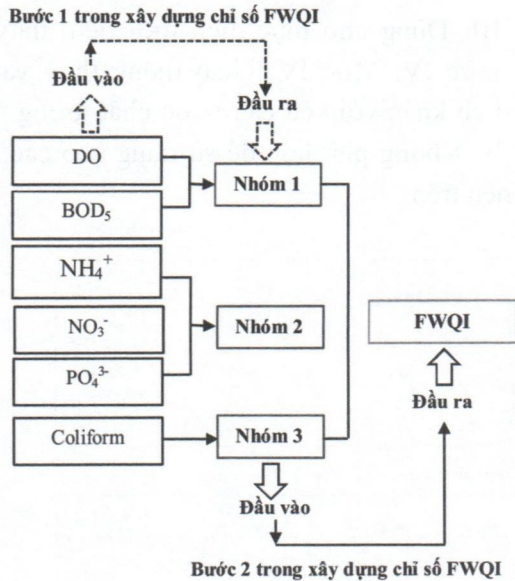 Bước 1 trong xây dựng chỉ số FWQI
Đầu vào
Đầu ra
DO
BOD₅
NH₄⁺
NO₃⁻
PO₄³⁻
Coliform
Nhóm 1
Nhóm 2
Nhóm 3
FWQI
Đầu ra
Đầu vào
Bước 2 trong xây dựng chỉ số FWQI